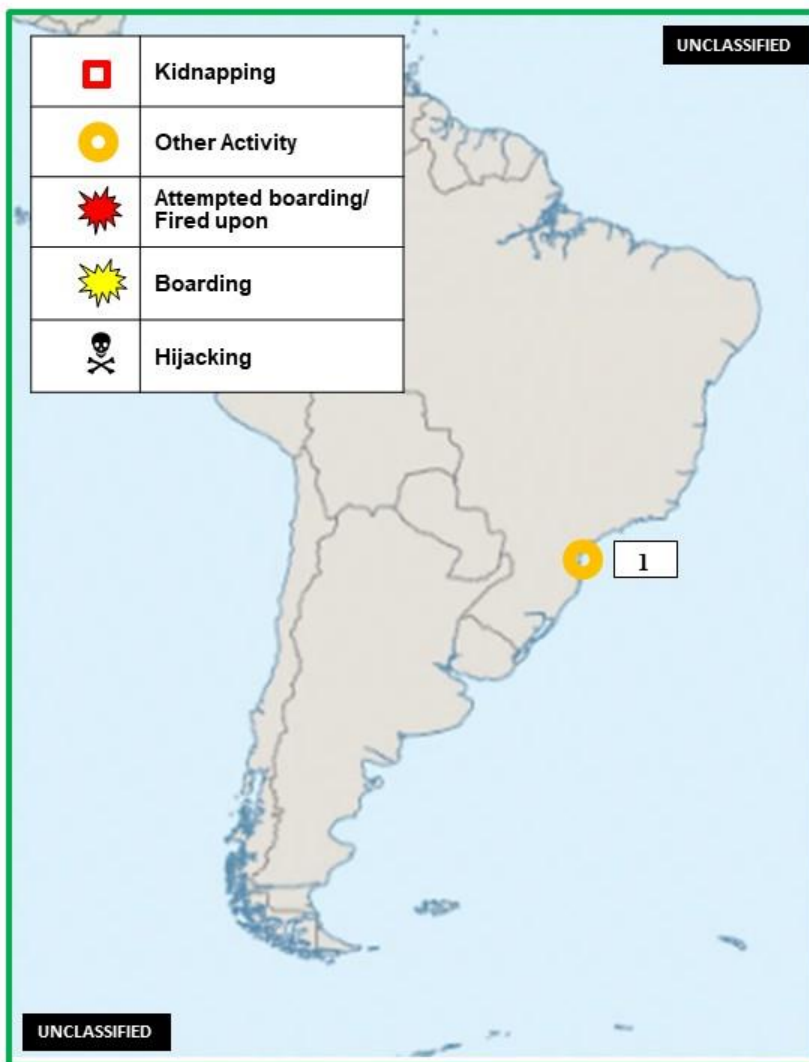 UNCLASSIFIED
Kidnapping
Other Activity
Attempted boarding/
Fired upon
Boarding
Hijacking
1
UNCLASSIFIED